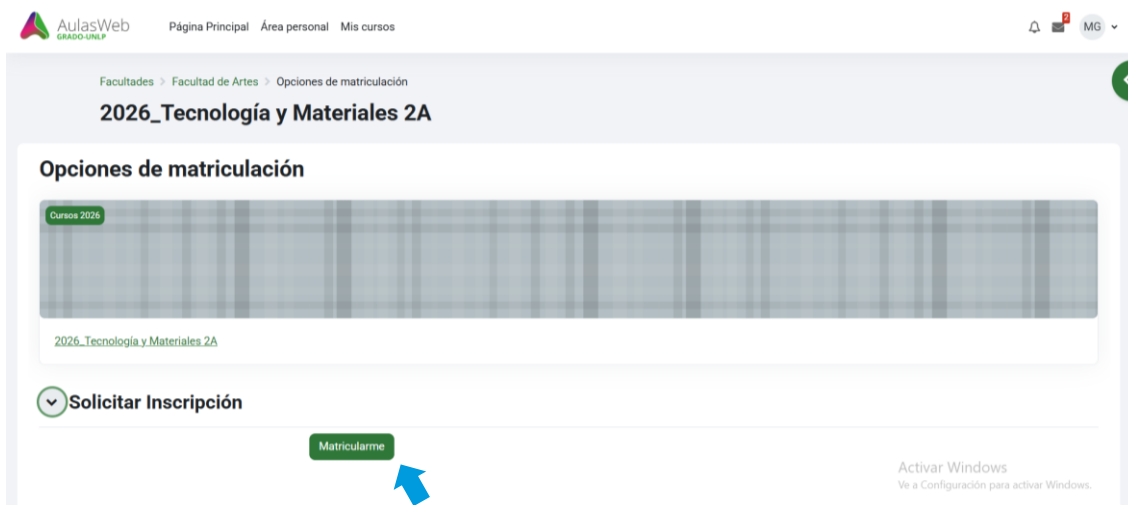 AulasWeb
GRADO-UNLP
Página Principal Área personal Mis cursos
2
MG
Facultades > Facultad de Artes > Opciones de matriculación
2026_Tecnología y Materiales 2A
Opciones de matriculación
Cursos 2026
2026_Tecnología y Materiales 2A
Solicitar Inscripción
Matricularme
Activar Windows
Ve a Configuración para activar Windows.